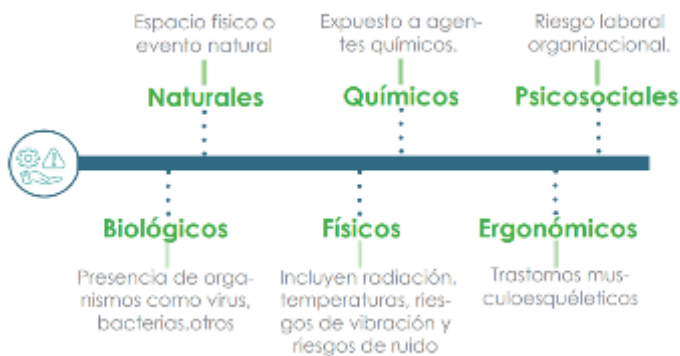 Espacio físico o
evento natural
Naturales
Expuesto a agen-
tes químicos.
Químicos
Riesgo laboral
organizacional.
Psicosociales
Biológicos
Presencia de orga-
nismos como virus,
bacterias.otros
Físicos
Incluyen radiación,
temperaturas, ries-
gos de vibración y
riesgos de ruido
Ergonómicos
Trastornos mus-
culoesquéleticos